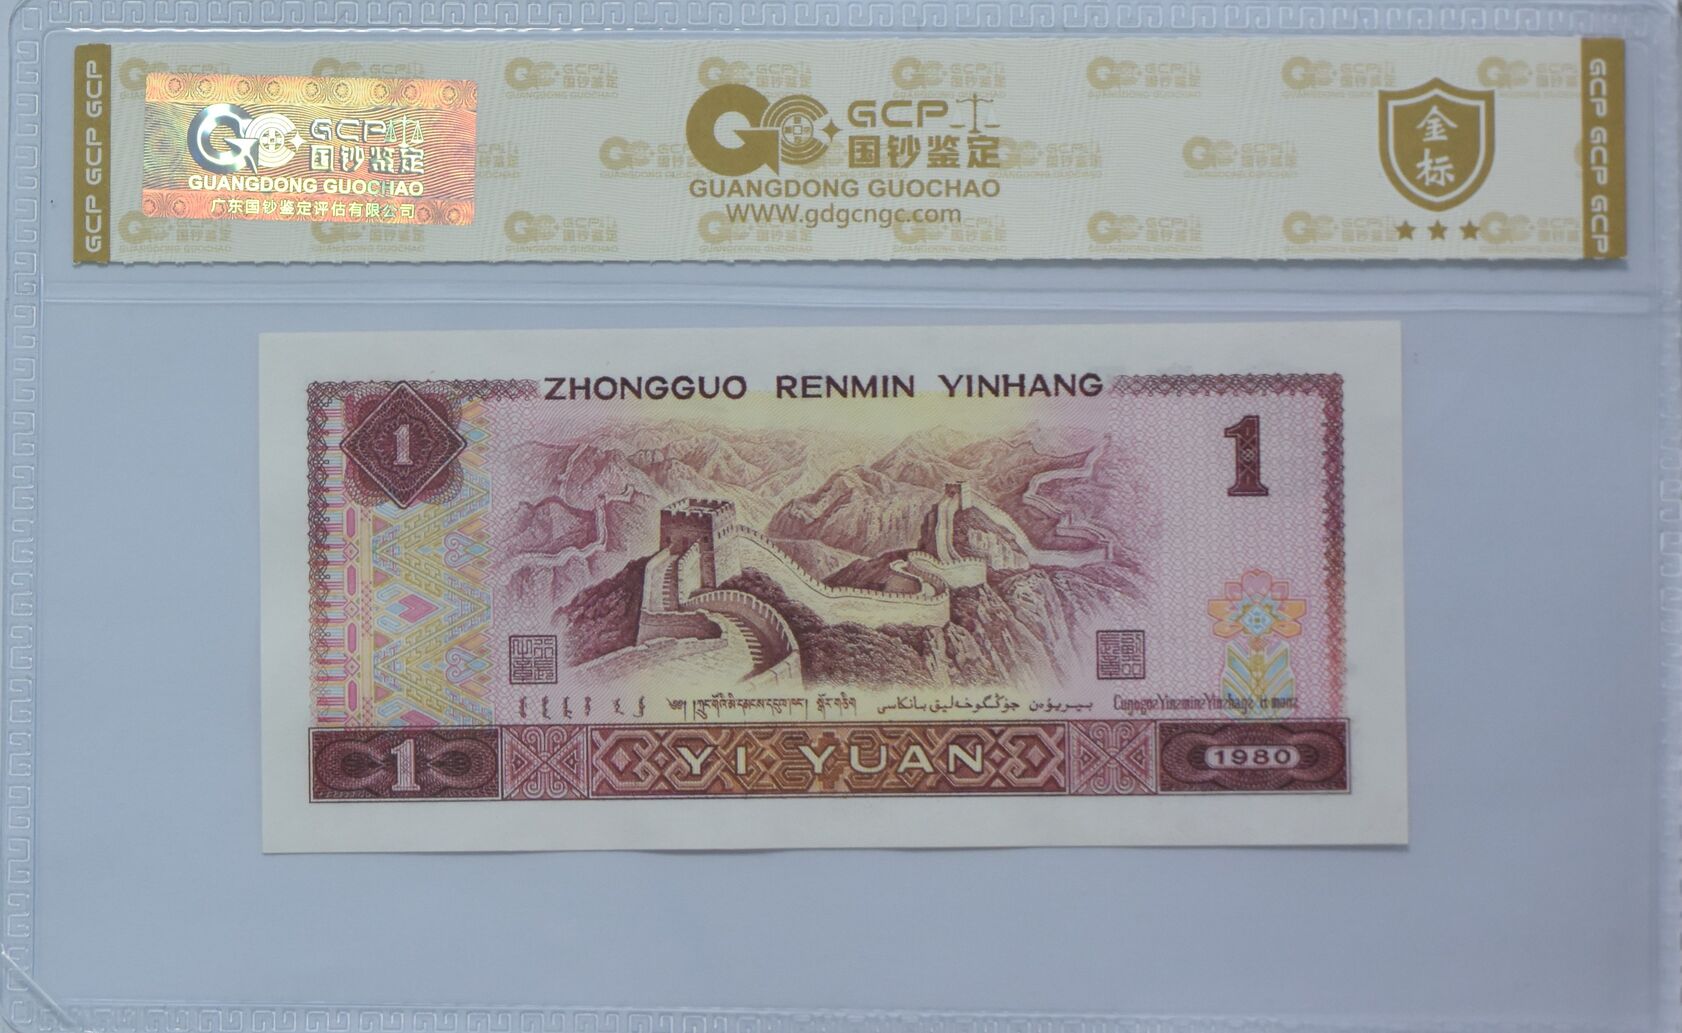 GCP GCP GCP
GCP
国钞鉴定
GUANGDONG GUOCHAO
广东国钞鉴定评估有限公司
GCP
国钞鉴定
GUANGDONG GUOCHAO
WWW.gdgcngc.com
金标
GCP GCP GCP
ZHONGGUO RENMIN YINHANG
1
1
1
YI YUAN
1980